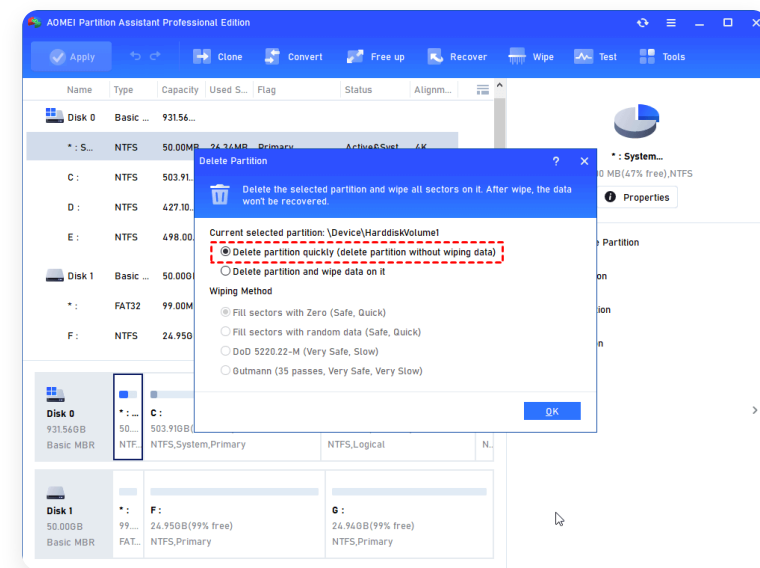 AOMEI Partition Assistant Professional Edition
Apply Clone Convert Free up Recover Wipe Test Tools
Name Type Capacity Used S... Flag Status Alignm...
Disk 0 Basic ... 931.56...
* : S... NTFS 50.00MB 26.34MB Primary Active&Syst... 4K
C : NTFS 503.91...
D : NTFS 427.10...
E : NTFS 498.00
Disk 1 Basic ... 50.00G
* : FAT32 99.00M
F : NTFS 24.95G
Delete Partition
Delete the selected partition and wipe all sectors on it. After wipe, the data
won't be recovered.
Current selected partition: \Device\HarddiskVolume1
Delete partition quickly (delete partition without wiping data)
Delete partition and wipe data on it
Wiping Method
Fill sectors with Zero (Safe, Quick)
Fill sectors with random data (Safe, Quick)
DoD 5220.22-M (Very Safe, Slow)
Gutmann (35 passes, Very Safe, Very Slow)
OK
* : System...
0 MB(47% free),NTFS
Properties
Partition
on
ion
n
Disk 0
931.56GB
Basic MBR
* : ...
50....
NTF...
C :
503.91GB(
NTFS,System,Primary
NTFS,Logical
N..
Disk 1
50.00GB
Basic MBR
* :
99....
FAT...
F :
24.95GB(99% free)
NTFS,Primary
G :
24.94GB(99% free)
NTFS,Primary